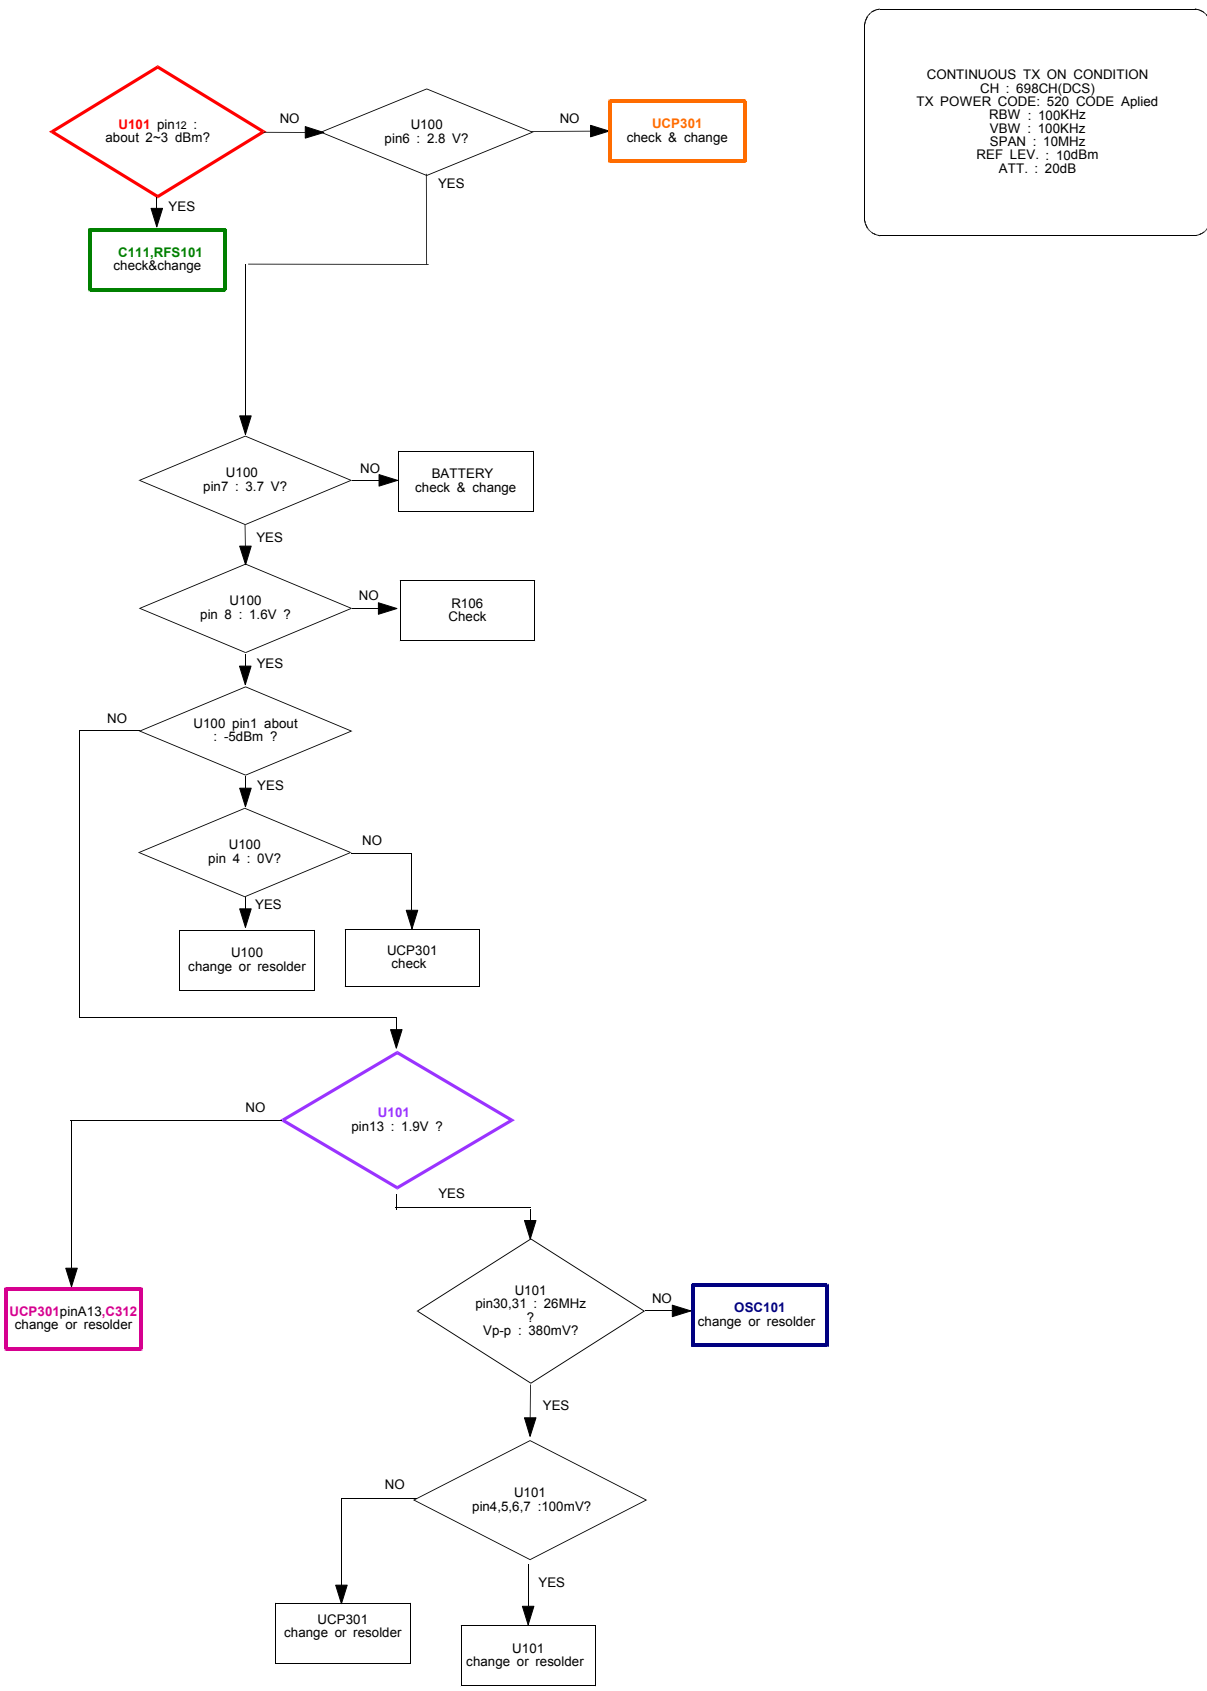 CONTINUOUS TX ON CONDITION
CH : 698CH(DCS)
TX POWER CODE: 520 CODE Aplied
RBW : 100KHz
VBW : 100KHz
SPAN : 10MHz
REF LEV. : 10dBm
ATT. : 20dB
U101 pin12 :
about 2~3 dBm?
NO
U100
pin6 : 2.8 V?
NO
UCP301
check & change
YES
YES
C111,RFS101
check&change
U100
pin7 : 3.7 V?
NO
BATTERY
check & change
YES
U100
pin 8 : 1.6V ?
NO
R106
Check
YES
NO
U100 pin1 about
: -5dBm ?
YES
U100
pin 4 : 0V?
NO
YES
U100
change or resolder
UCP301
check
U101
pin13 : 1.9V ?
NO
YES
UCP301pinA13,C312
change or resolder
U101
pin30,31 : 26MHz
?
Vp-p : 380mV?
NO
OSC101
change or resolder
YES
U101
pin4,5,6,7 :100mV?
NO
YES
UCP301
change or resolder
U101
change or resolder